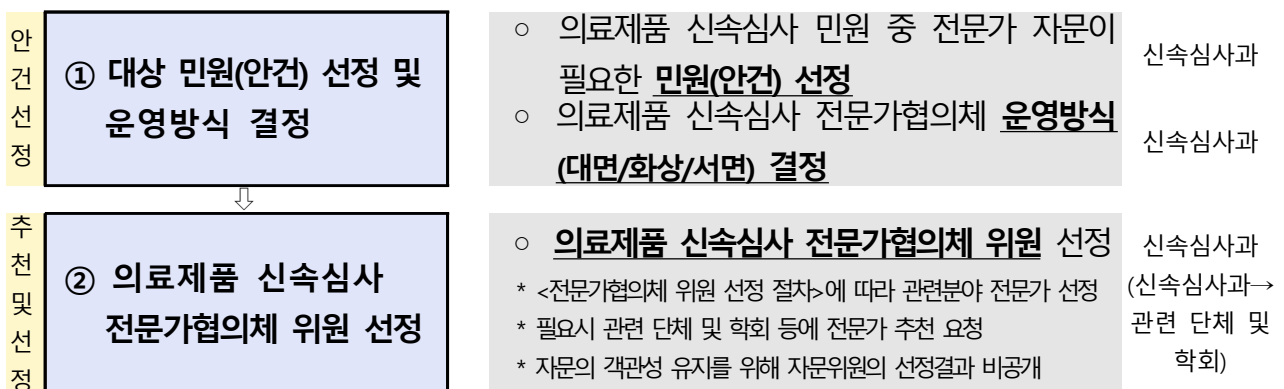 안
건
선
정
① 대상 민원(안건) 선정 및
운영방식 결정
○ 의료제품 신속심사 민원 중 전문가 자문이
필요한 민원(안건) 선정
○ 의료제품 신속심사 전문가협의체 운영방식
(대면/화상/서면) 결정
신속심사과
신속심사과
⇩
추
천
및
선
정
② 의료제품 신속심사
전문가협의체 위원 선정
○ 의료제품 신속심사 전문가협의체 위원 선정
* <전문가협의체 위원 선정 절차>에 따라 관련분야 전문가 선정
* 필요시 관련 단체 및 학회 등에 전문가 추천 요청
* 자문의 객관성 유지를 위해 자문위원의 선정결과 비공개
신속심사과
(신속심사과→
관련 단체 및
학회)